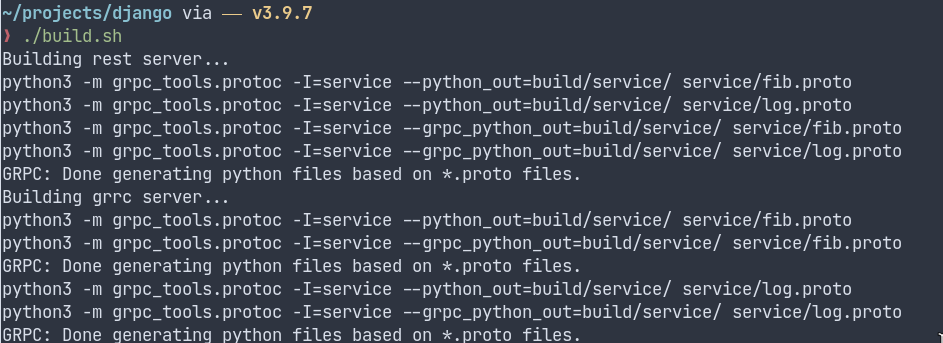 ~/projects/django via —— v3.9.7
❯ ./build.sh
Building rest server...
python3 -m grpc_tools.protoc -I=service --python_out=build/service/ service/fib.proto
python3 -m grpc_tools.protoc -I=service --python_out=build/service/ service/log.proto
python3 -m grpc_tools.protoc -I=service --grpc_python_out=build/service/ service/fib.proto
python3 -m grpc_tools.protoc -I=service --grpc_python_out=build/service/ service/log.proto
GRPC: Done generating python files based on *.proto files.
Building grrc server...
python3 -m grpc_tools.protoc -I=service --python_out=build/service/ service/fib.proto
python3 -m grpc_tools.protoc -I=service --grpc_python_out=build/service/ service/fib.proto
GRPC: Done generating python files based on *.proto files.
python3 -m grpc_tools.protoc -I=service --python_out=build/service/ service/log.proto
python3 -m grpc_tools.protoc -I=service --grpc_python_out=build/service/ service/log.proto
GRPC: Done generating python files based on *.proto files.